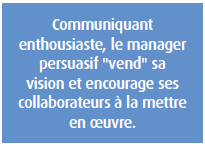 Communiquant
enthousiaste, le manager
persuasif "vend" sa
vision et encourage ses
collaborateurs à la mettre
en œuvre.